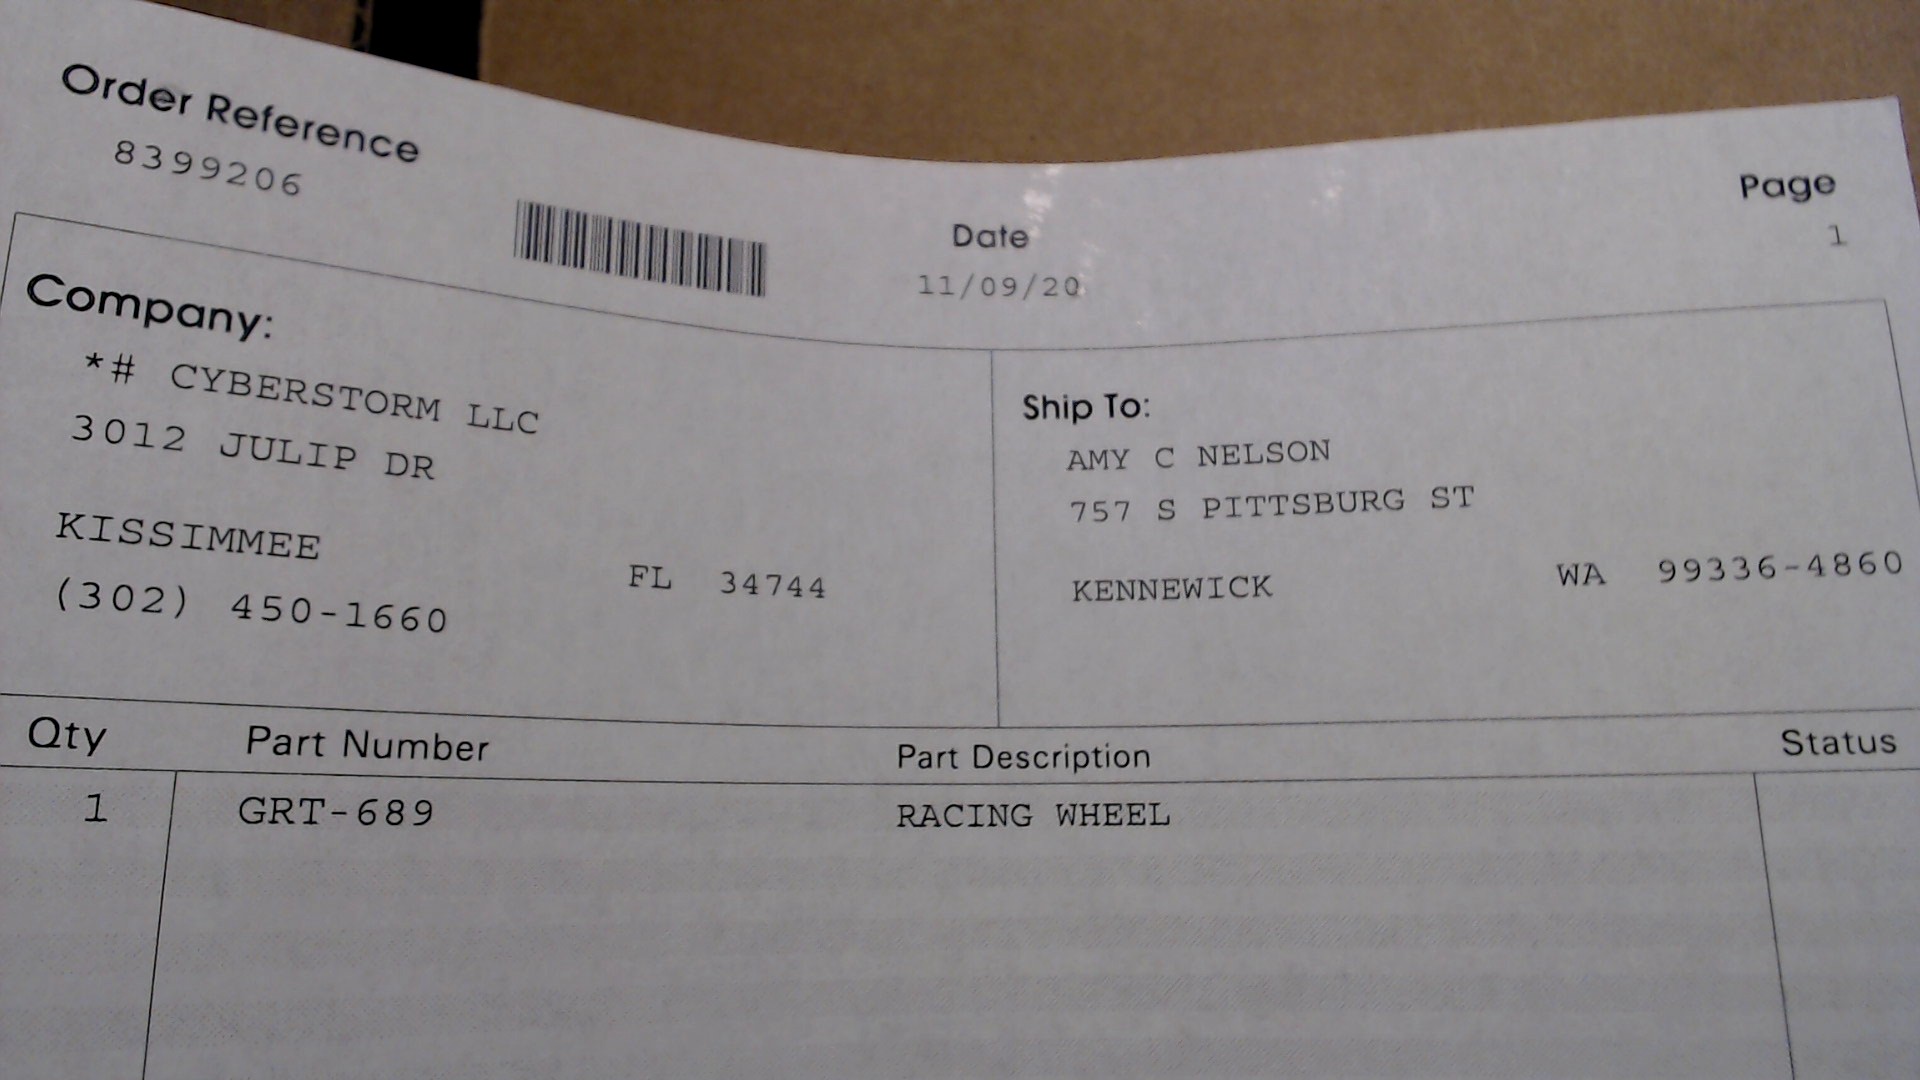 Order Reference
8399206
Date
11/09/20
Page
1
Company:
*# CYBERSTORM LLC
3012 JULIP DR
KISSIMMEE FL 34744
(302) 450-1660
Ship To:
AMY C NELSON
757 S PITTSBURG ST
KENNEWICK WA 99336-4860
Qty Part Number Part Description Status
1 GRT-689 RACING WHEEL